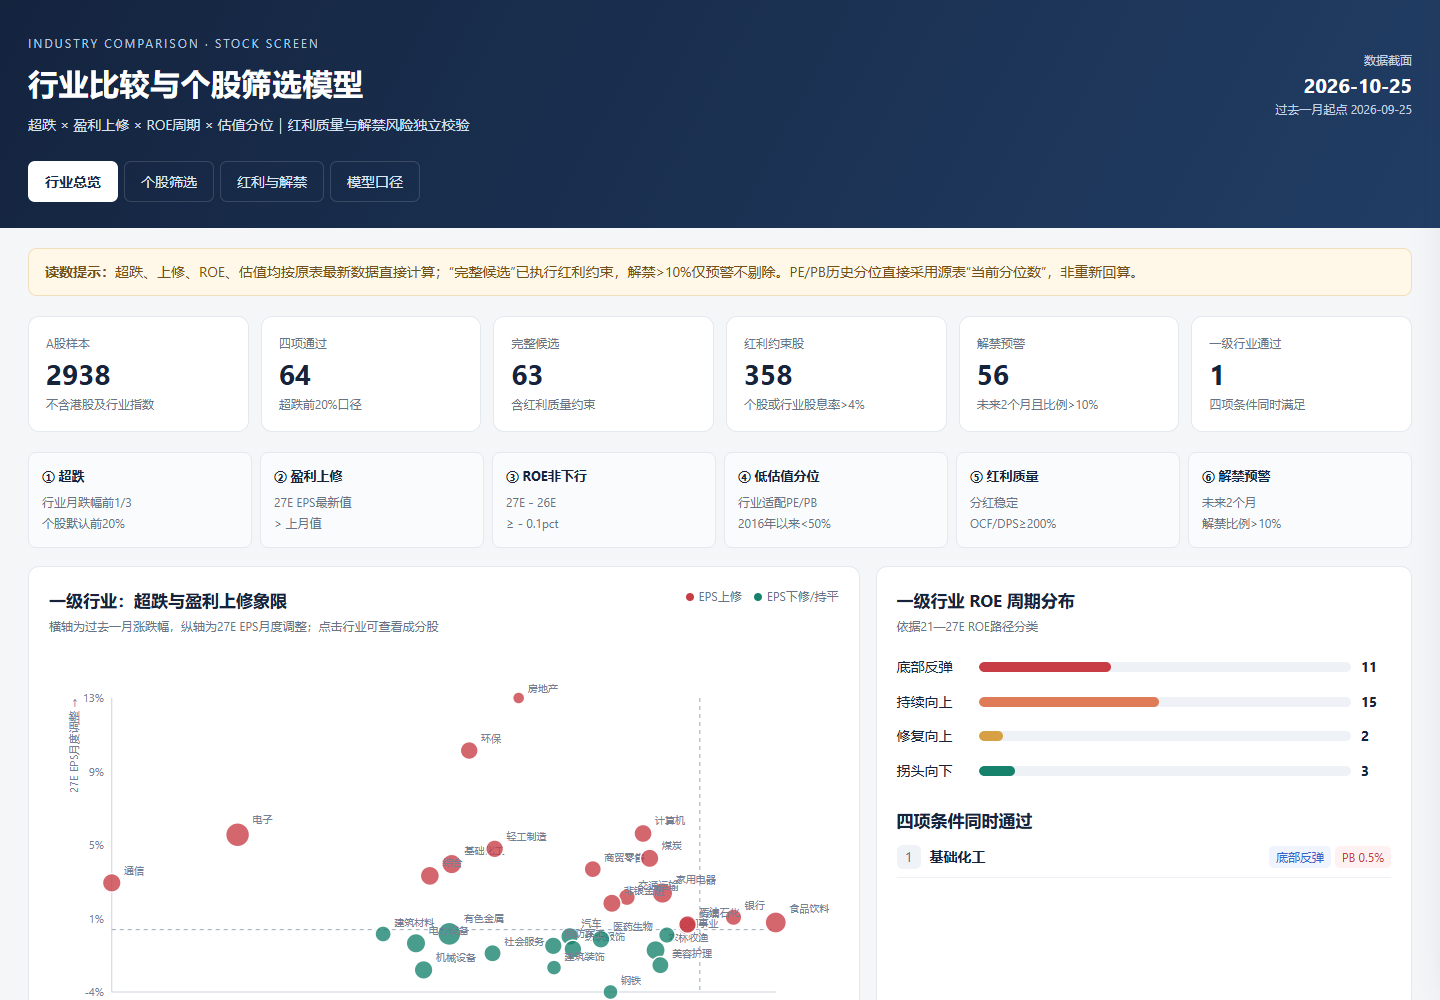 INDUSTRY COMPARISON · STOCK SCREEN
行业比较与个股筛选模型
超跌 × 盈利上修 × ROE周期 × 估值分位｜红利质量与解禁风险独立校验
数据截面
2026-10-25
过去一月起点 2026-09-25
行业总览
个股筛选
红利与解禁
模型口径
读数提示：超跌、上修、ROE、估值均按原表最新数据直接计算；“完整候选”已执行红利约束，解禁>10%仅预警不剔除。PE/PB历史分位直接采用源表“当前分位数”，非重新回算。
A股样本
2938
不含港股及行业指数
四项通过
64
超跌前20%口径
完整候选
63
含红利质量约束
红利约束股
358
个股或行业股息率>4%
解禁预警
56
未来2个月且比例>10%
一级行业通过
1
四项条件同时满足
① 超跌
行业月跌幅前1/3
个股默认前20%
② 盈利上修
27E EPS最新值
> 上月值
③ ROE非下行
27E - 26E
≥ - 0.1pct
④ 低估值分位
行业适配PE/PB
2016年以来<50%
⑤ 红利质量
分红稳定
OCF/DPS≥200%
⑥ 解禁预警
未来2个月
解禁比例>10%
一级行业：超跌与盈利上修象限
EPS上修
EPS下修/持平
横轴为过去一月涨跌幅，纵轴为27E EPS月度调整；点击行业可查看成分股
27E EPS月度调整 →
13%
9%
5%
1%
-4%
房地产
环保
电子
通信
轻工制造
基础化工
计算机
煤炭
商贸零售
交通运输
非银金融
家用电器
银行
食品饮料
建筑材料
有色金属
电力设备
机械设备
社会服务
汽车
医药生物
建筑装饰
农林牧渔
美容护理
钢铁
一级行业 ROE 周期分布
依据21—27E ROE路径分类
底部反弹 11
持续向上 15
修复向上 2
拐头向下 3
四项条件同时通过
1 基础化工 底部反弹 PB 0.5%